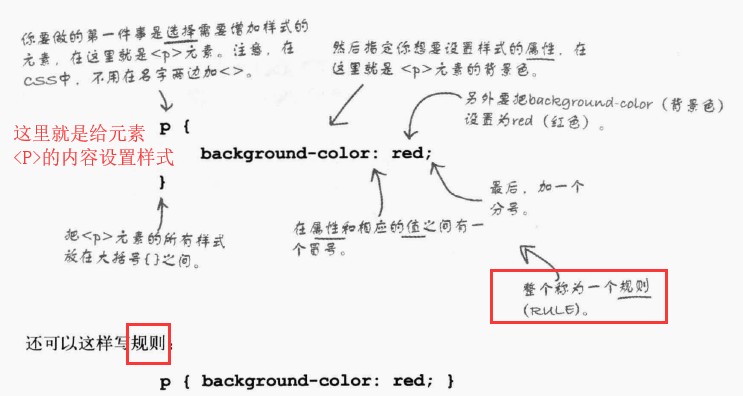 你要做的第一件事是选择需要增加样式的
元素，在这里就是<p>元素。注意，在
CSS中，不用在名字两边加<>。
然后指定你想要设置样式的属性，在
这里就是 <p>元素的背景色。
另外要把background-color（背景色）
设置为red（红色）。
这里就是给元素
<P>的内容设置样式
p {
background-color: red;
}
最后，加一个
分号。
在属性和相应的值之间有一
个冒号。
把<p>元素的所有样式
放在大括号{}之间。
整个称为一个规则
(RULE)。
还可以这样写规则：
p { background-color: red; }